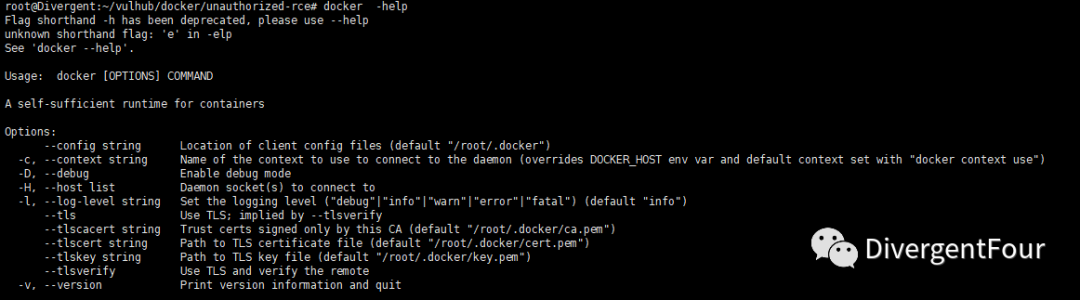 root@Divergent:~/vulhub/docker/unauthorized-rce# docker  -help
Flag shorthand -h has been deprecated, please use --help
unknown shorthand flag: 'e' in -elp
See 'docker --help'.

Usage:  docker [OPTIONS] COMMAND

A self-sufficient runtime for containers

Options:
      --config string      Location of client config files (default "/root/.docker")
  -c, --context string     Name of the context to use to connect to the daemon (overrides DOCKER_HOST env var and default context set with "docker context use")
  -D, --debug              Enable debug mode
  -H, --host list          Daemon socket(s) to connect to
  -l, --log-level string   Set the logging level ("debug"|"info"|"warn"|"error"|"fatal") (default "info")
      --tls                Use TLS; implied by --tlsverify
      --tlscacert string   Trust certs signed only by this CA (default "/root/.docker/ca.pem")
      --tlscert string     Path to TLS certificate file (default "/root/.docker/cert.pem")
      --tlskey string      Path to TLS key file (default "/root/.docker/key.pem")
      --tlsverify          Use TLS and verify the remote
  -v, --version            Print version information and quit
DivergentFour